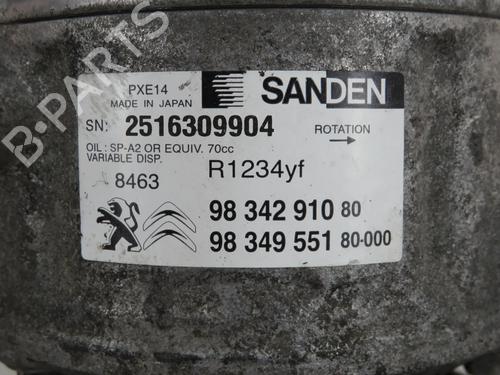 B-PARTS
PXE14
MADE IN JAPAN
SANDEN
SN: 2516309904
ROTATION
OIL : SP-A2 OR EQUIV. 70cc
VARIABLE DISP.
8463
R1234yf
98 342 910 80
98 349 551 80-000